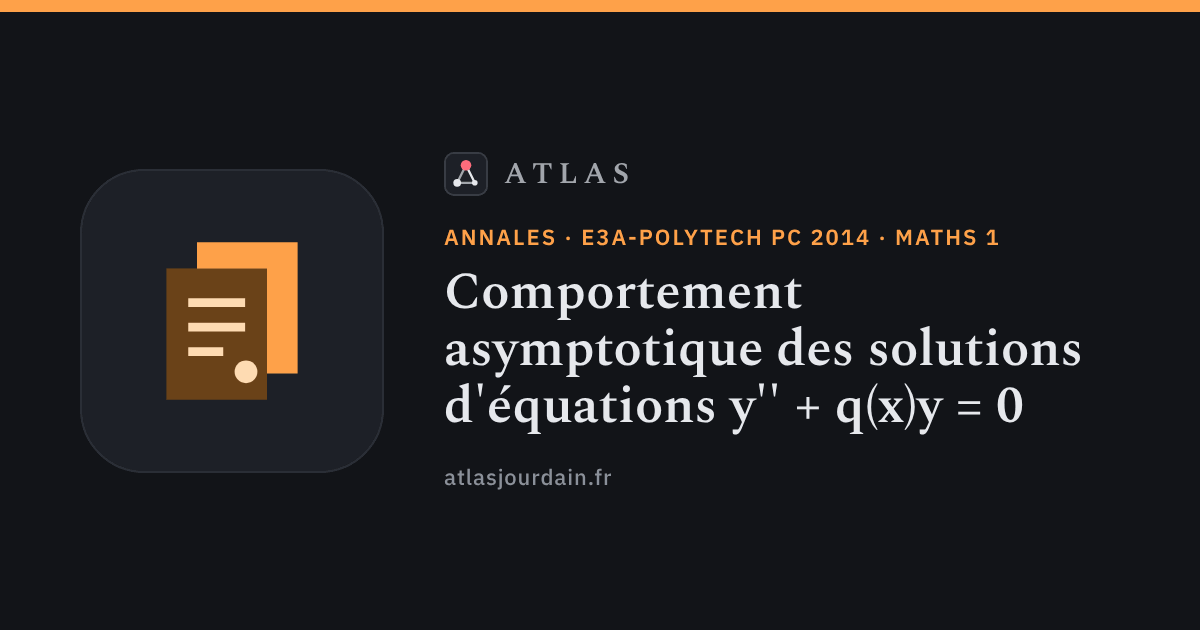 ATLAS
ANNALES · E3A-POLYTECH PC 2014 · MATHS 1
Comportement
asymptotique des solutions
d'équations y'' + q(x)y = 0
atlasjourdain.fr